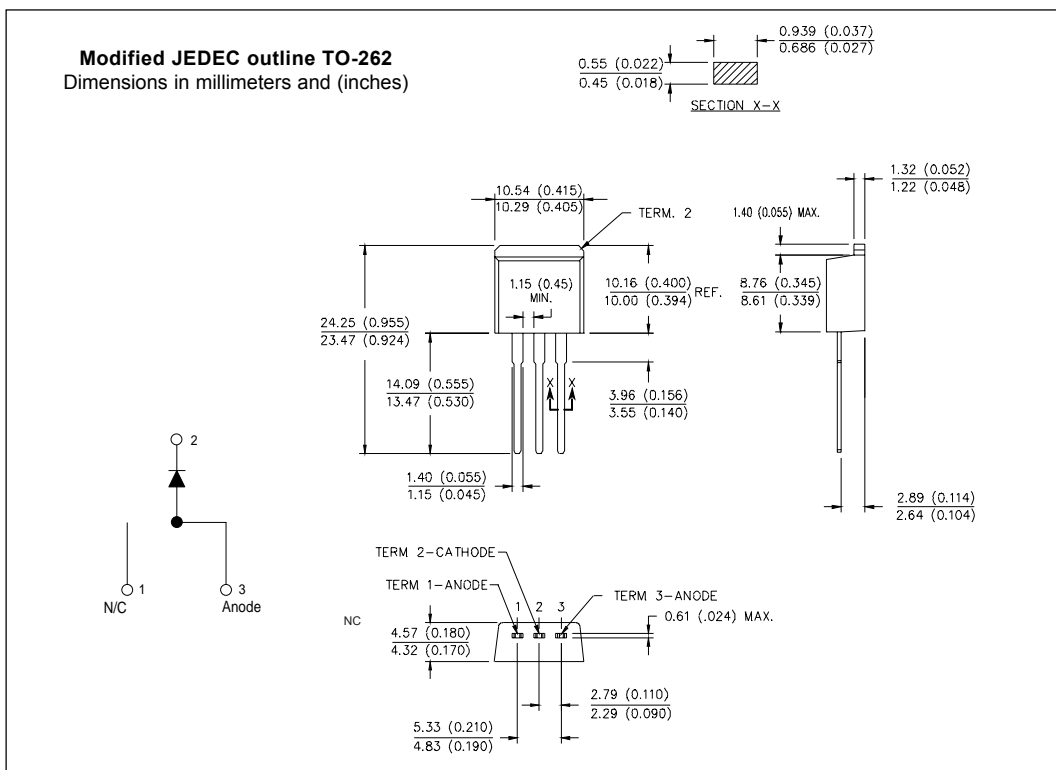 Modified JEDEC outline TO-262
Dimensions in millimeters and (inches)
0.939 (0.037)
0.686 (0.027)
0.55 (0.022)
0.45 (0.018)
SECTION X-X
10.54 (0.415)
10.29 (0.405)
TERM. 2
1.32 (0.052)
1.22 (0.048)
1.40 (0.055) MAX.
1.15 (0.45)
MIN.
10.16 (0.400)
10.00 (0.394)
REF.
8.76 (0.345)
8.61 (0.339)
24.25 (0.955)
23.47 (0.924)
14.09 (0.555)
13.47 (0.530)
X X
3.96 (0.156)
3.55 (0.140)
2
1.40 (0.055)
1.15 (0.045)
2.89 (0.114)
2.64 (0.104)
1
N/C
3
Anode
TERM 2-CATHODE
TERM 1-ANODE
TERM 3-ANODE
1 2 3
0.61 (.024) MAX.
NC
4.57 (0.180)
4.32 (0.170)
2.79 (0.110)
2.29 (0.090)
5.33 (0.210)
4.83 (0.190)